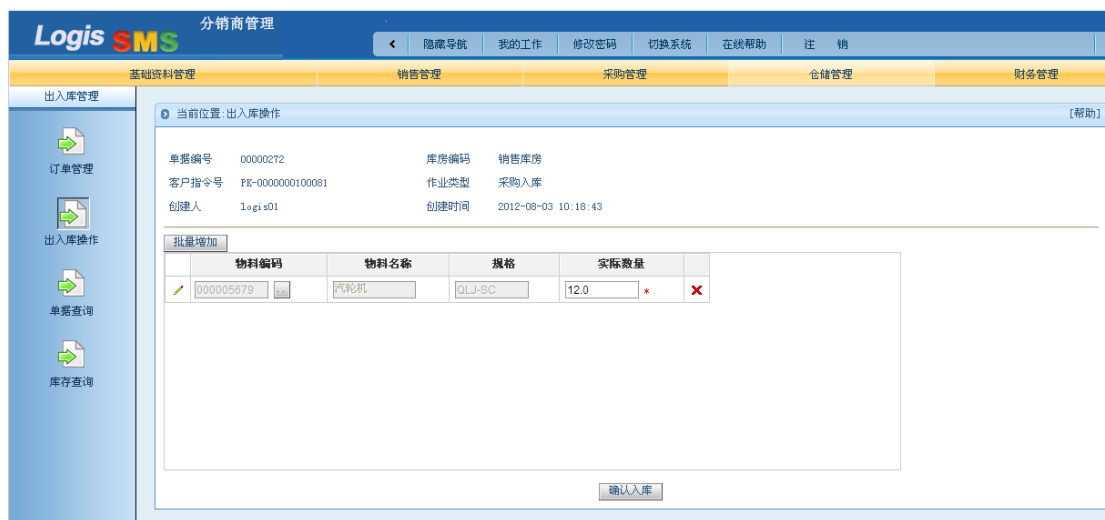 Logis SMS 分销商管理
隐藏导航 我的工作 修改密码 切换系统 在线帮助 注 销
基础资料管理 销售管理 采购管理 仓储管理 财务管理
出入库管理
当前位置:出入库操作 [帮助]
订单管理
出入库操作
单据查询
库存查询
单据编号 00000272 库房编码 销售库房
客户指令号 PK-0000000100081 作业类型 采购入库
创建人 logis01 创建时间 2012-08-03 10:18:43
批量增加
物料编码 物料名称 规格 实际数量
000005679 ... 汽轮机 QLJ-SC 12.0 *
确认入库